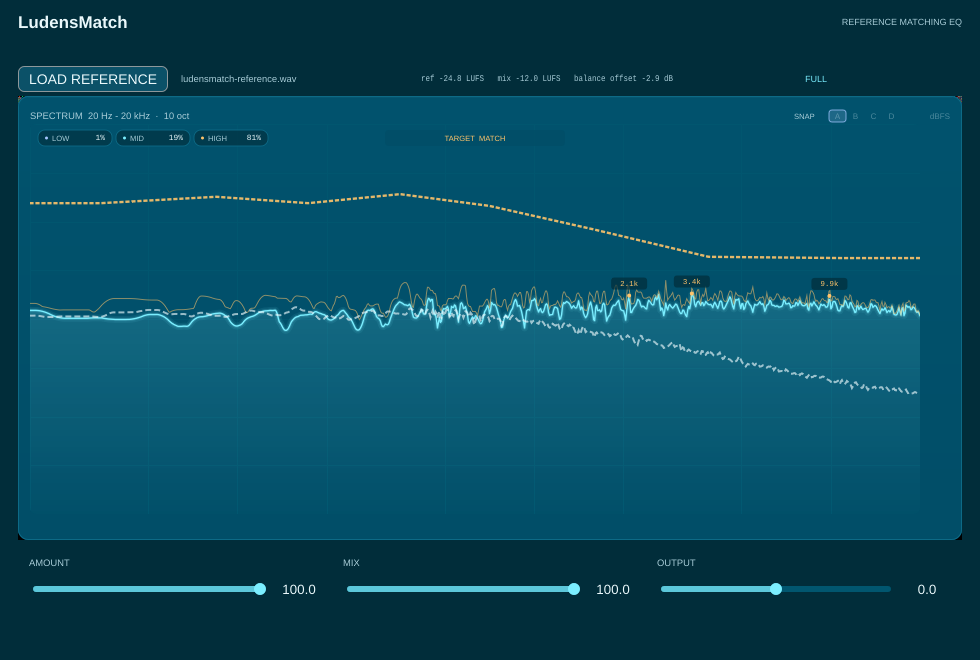 LudensMatch
REFERENCE MATCHING EQ
LOAD REFERENCE
ludensmatch-reference.wav
ref -24.8 LUFS mix -12.0 LUFS balance offset -2.9 dB
FULL
SPECTRUM 20 Hz - 20 kHz · 10 oct
SNAP A B C D dBFS
LOW 1% MID 19% HIGH 81%
TARGET MATCH
2.1k 3.4k 9.9k
AMOUNT MIX OUTPUT
100.0 100.0 0.0